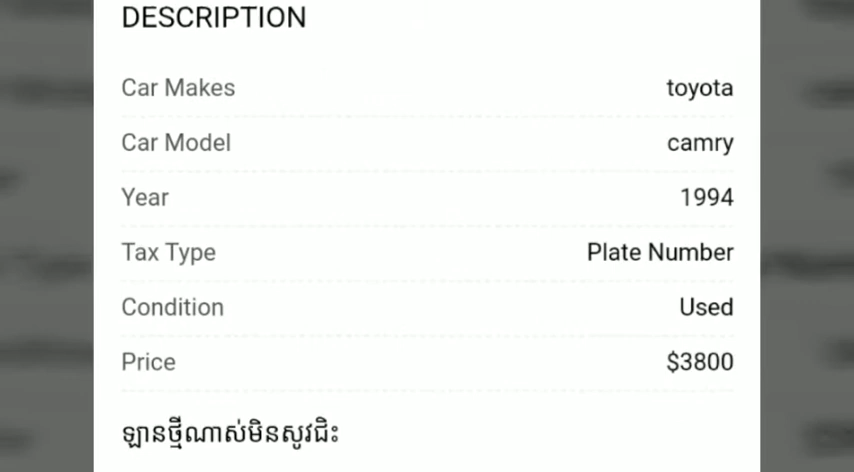 DESCRIPTION
Car Makes toyota
Car Model camry
Year 1994
Tax Type Plate Number
Condition Used
Price $3800
ឡានថ្មីណាស់មិនសូវជិះ